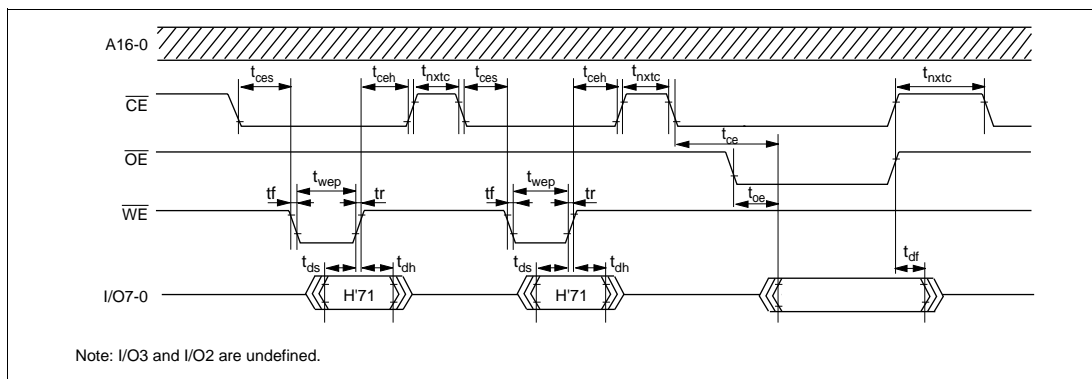 A16-0
tces tceh tnxtc tces tceh tnxtc tnxtc
CE
tce
OE
twep twep
tf tr tf tr toe
WE
tds tdh tds tdh tdf
I/O7-0 H'71 H'71
Note: I/O3 and I/O2 are undefined.